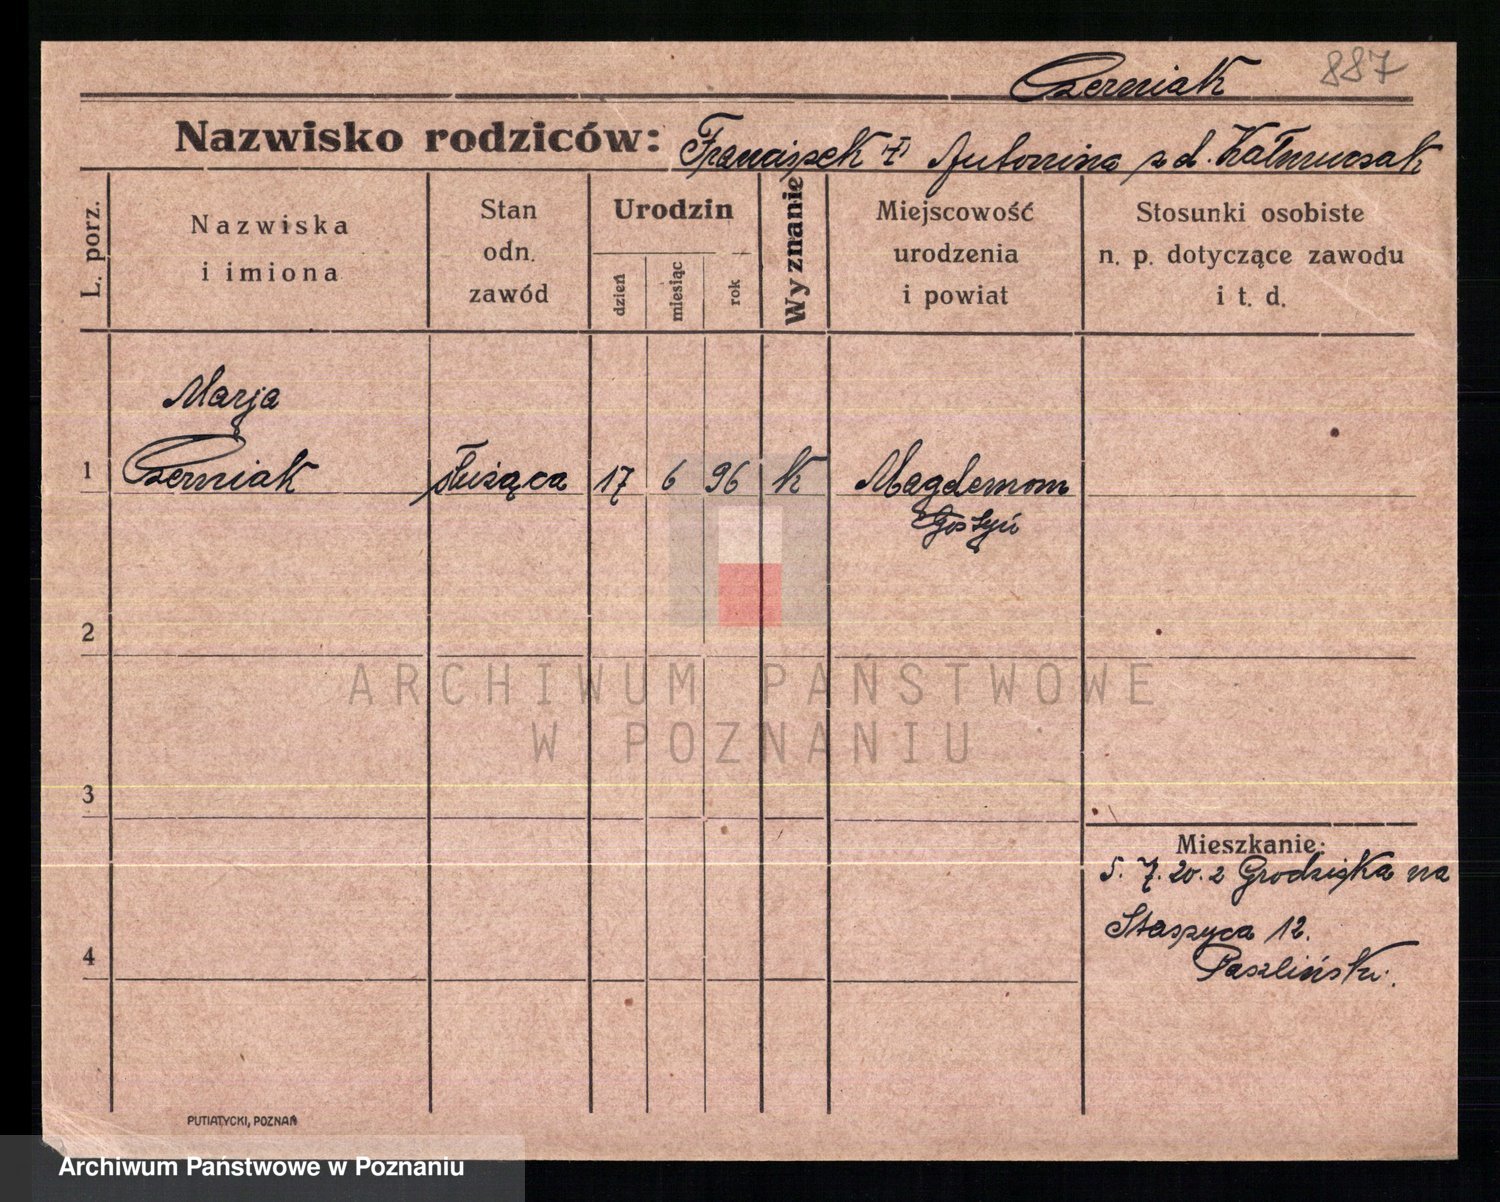 Czerniak 887
Nazwisko rodziców: Franciszek + Antonina z d. Kaźmierczak
L. porz.
Nazwiska
i imiona
Stan
odn.
zawód
Urodzin
dzień
miesiąc
rok
Wyznanie
Miejscowość
urodzenia
i powiat
Stosunki osobiste
n. p. dotyczące zawodu
i t. d.
Marja
1 Czerniak służąca 17 6 96 k
Gostyń
2
3
4
Mieszkanie:
5. 7. 20. z Grodziska na
Staszyca 12.
PUTIATYCKI, POZNAŃ
ARCHIWUM PAŃSTWOWE
W POZNANIU
Archiwum Państwowe w Poznaniu